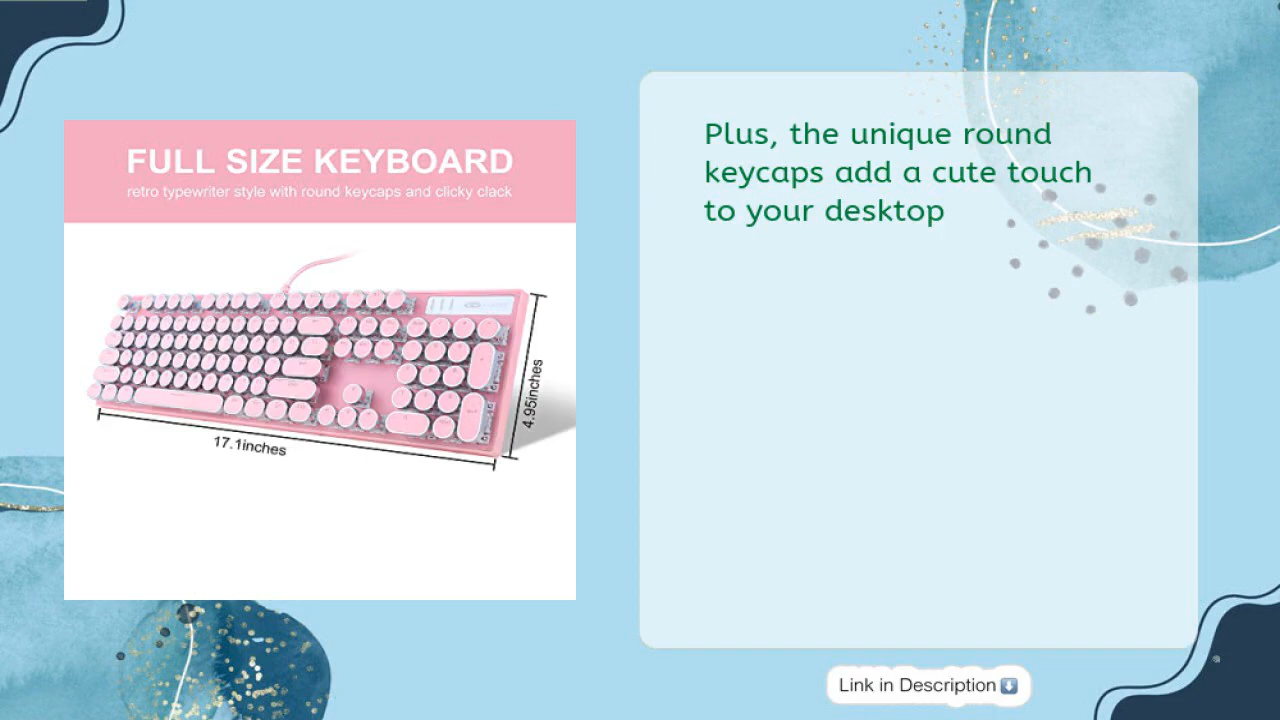 FULL SIZE KEYBOARD
retro typewriter style with round keycaps and clicky clack
17.1inches
4.95inches
Plus, the unique round
keycaps add a cute touch
to your desktop
Link in Description